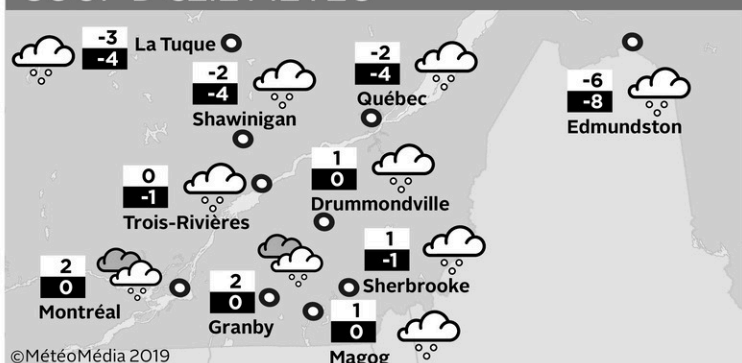 -3
-4
La Tuque
-2
-4
Shawinigan
-2
-4
Québec
-6
-8
Edmundston
0
-1
Trois-Rivières
1
0
Drummondville
2
0
Montréal
2
0
Granby
1
-1
Sherbrooke
1
0
Magog
©MétéoMédia 2019